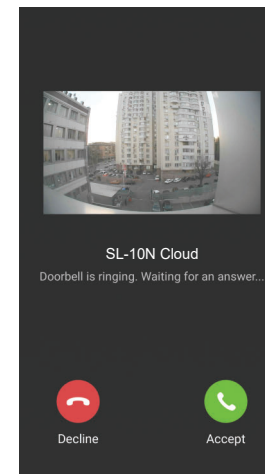 SL-10N Cloud
Doorbell is ringing. Waiting for an answer...
Decline
Accept